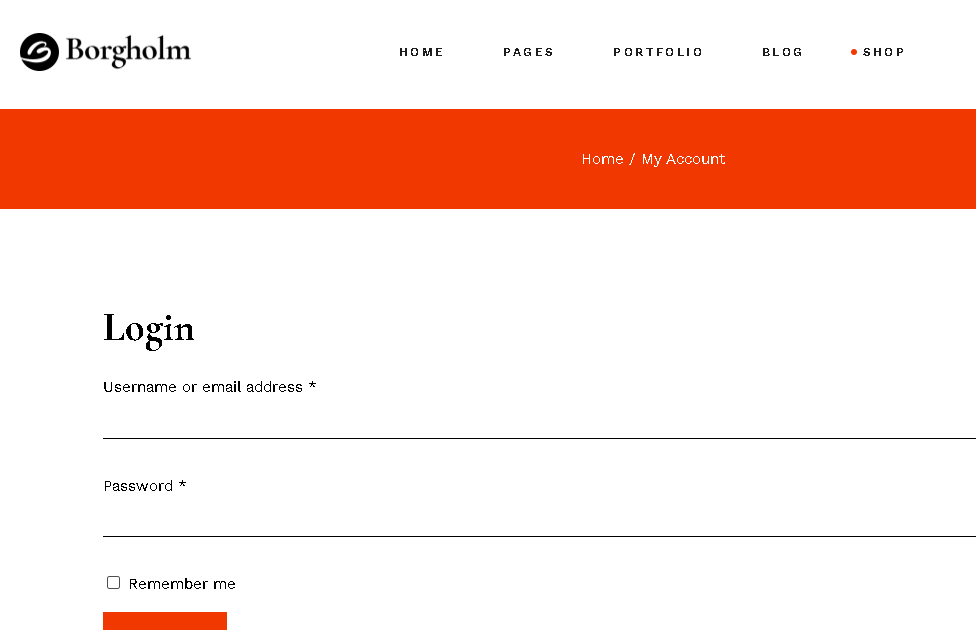 Borgholm
HOME PAGES PORTFOLIO BLOG SHOP
Home / My Account
Login
Username or email address *
Password *
Remember me